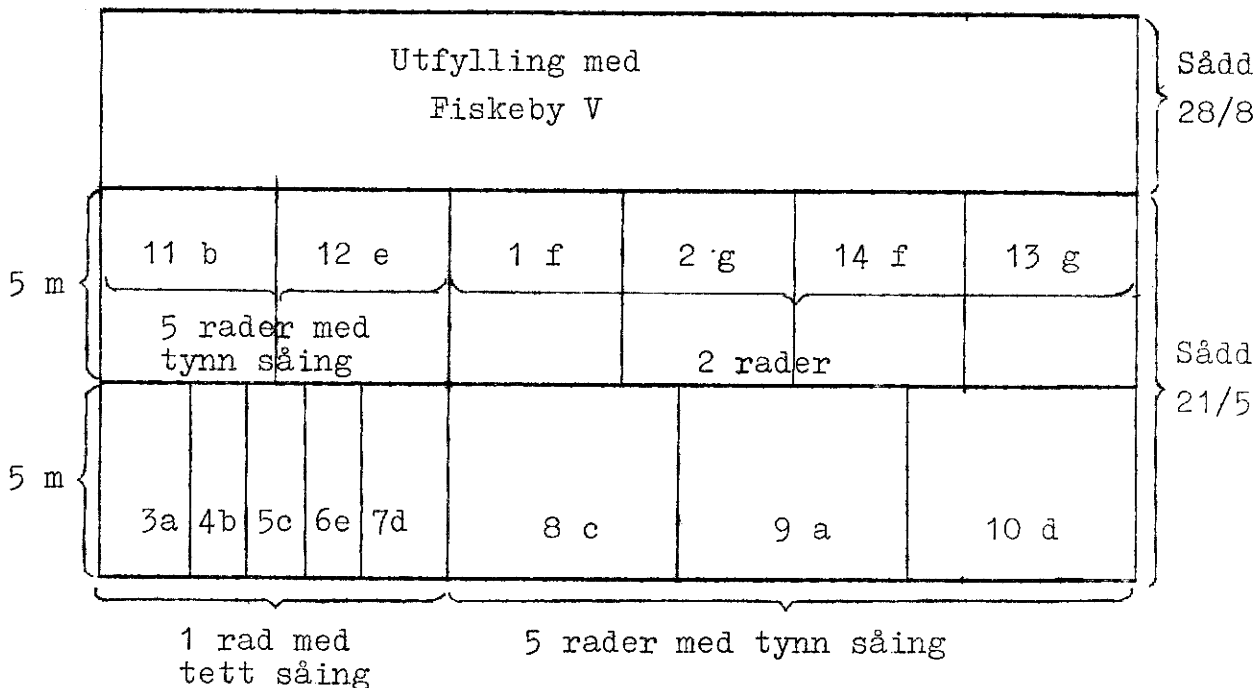 Utfylling med
Fiskeby V
Sådd
28/8
5 m
11 b
12 e
1 f
2 g
14 f
13 g
5 rader med
tynn såing
2 rader
Sådd
21/5
5 m
3a
4b
5c
6e
7d
8 c
9 a
10 d
1 rad med
tett såing
5 rader med tynn såing